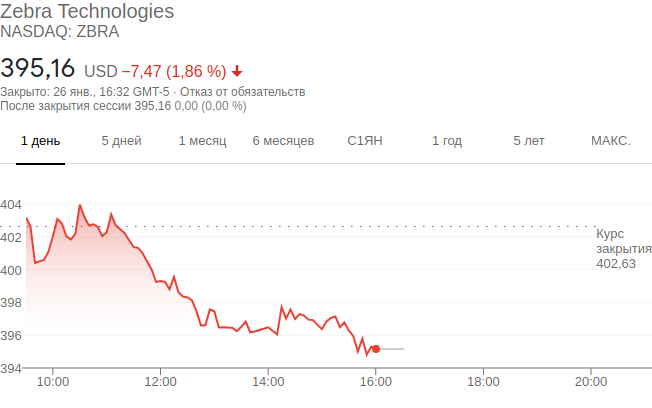 Zebra Technologies
NASDAQ: ZBRA
395,16 USD −7,47 (1,86 %)
Закрыто: 26 янв., 16:32 GMT-5 · Отказ от обязательств
После закрытия сессии 395,16 0,00 (0,00 %)
1 день 5 дней 1 месяц 6 месяцев С1ЯН 1 год 5 лет МАКС.
404
402
400
398
396
394
Курс
закрытия
402,63
10:00 12:00 14:00 16:00 18:00 20:00